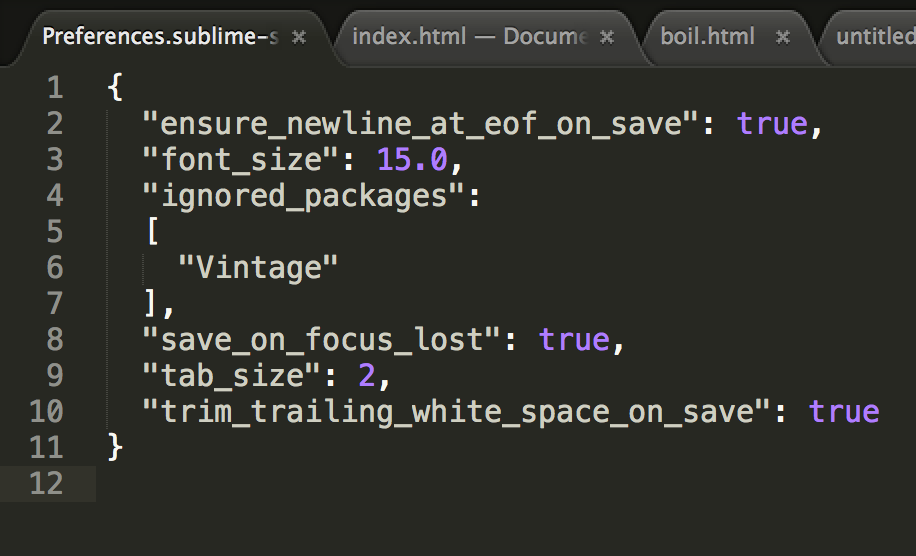 Preferences.sublime-s
index.html — Docume
boil.html
untitled
1 {
2 "ensure_newline_at_eof_on_save": true,
3 "font_size": 15.0,
4 "ignored_packages":
5 [
6 "Vintage"
7 ],
8 "save_on_focus_lost": true,
9 "tab_size": 2,
10 "trim_trailing_white_space_on_save": true
11 }
12